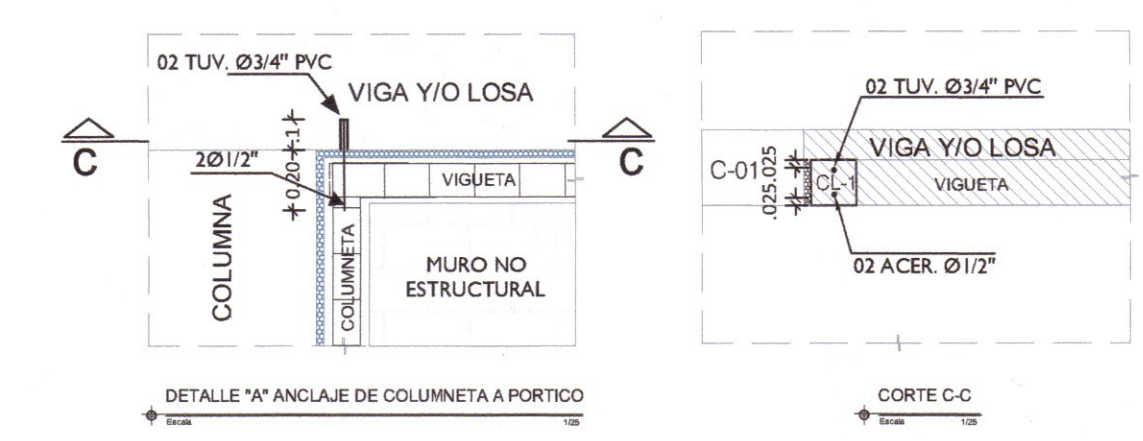 02 TUV. Ø3/4" PVC
VIGA Y/O LOSA
C
C
.1
0.20
2Ø1/2"
VIGUETA
COLUMNA
COLUMNETA
MURO NO
ESTRUCTURAL
DETALLE "A" ANCLAJE DE COLUMNETA A PORTICO
Escala
1/25
02 TUV. Ø3/4" PVC
VIGA Y/O LOSA
C-01
.025
.025
CL-1
VIGUETA
02 ACER. Ø1/2"
CORTE C-C
Escala
1/25